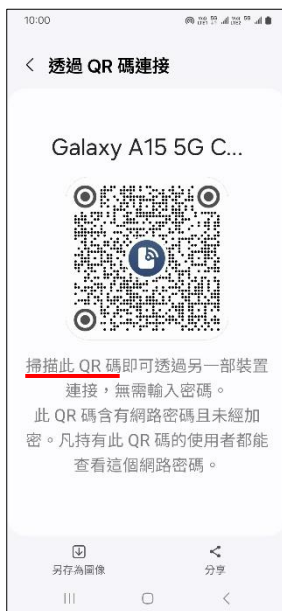 10:00
透過 QR 碼連接
Galaxy A15 5G C...
掃描此 QR 碼即可透過另一部裝置
連接，無需輸入密碼。
此 QR 碼含有網路密碼且未經加
密。凡持有此 QR 碼的使用者都能
查看這個網路密碼。
另存為圖像
分享